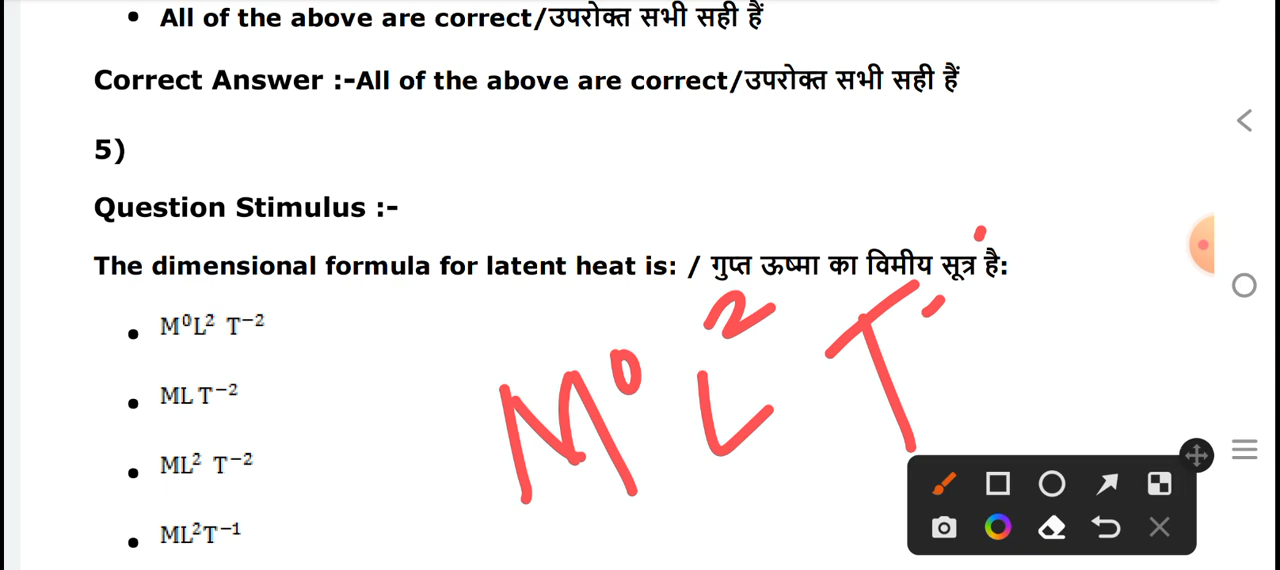 • All of the above are correct/उपरोक्त सभी सही हैं
Correct Answer :-All of the above are correct/उपरोक्त सभी सही हैं
5)
Question Stimulus :-
The dimensional formula for latent heat is: / गुप्त ऊष्मा का विमीय सूत्र है:
• M⁰L² T⁻²
• ML T⁻²
• ML² T⁻²
• ML²T⁻¹
M⁰ L² T